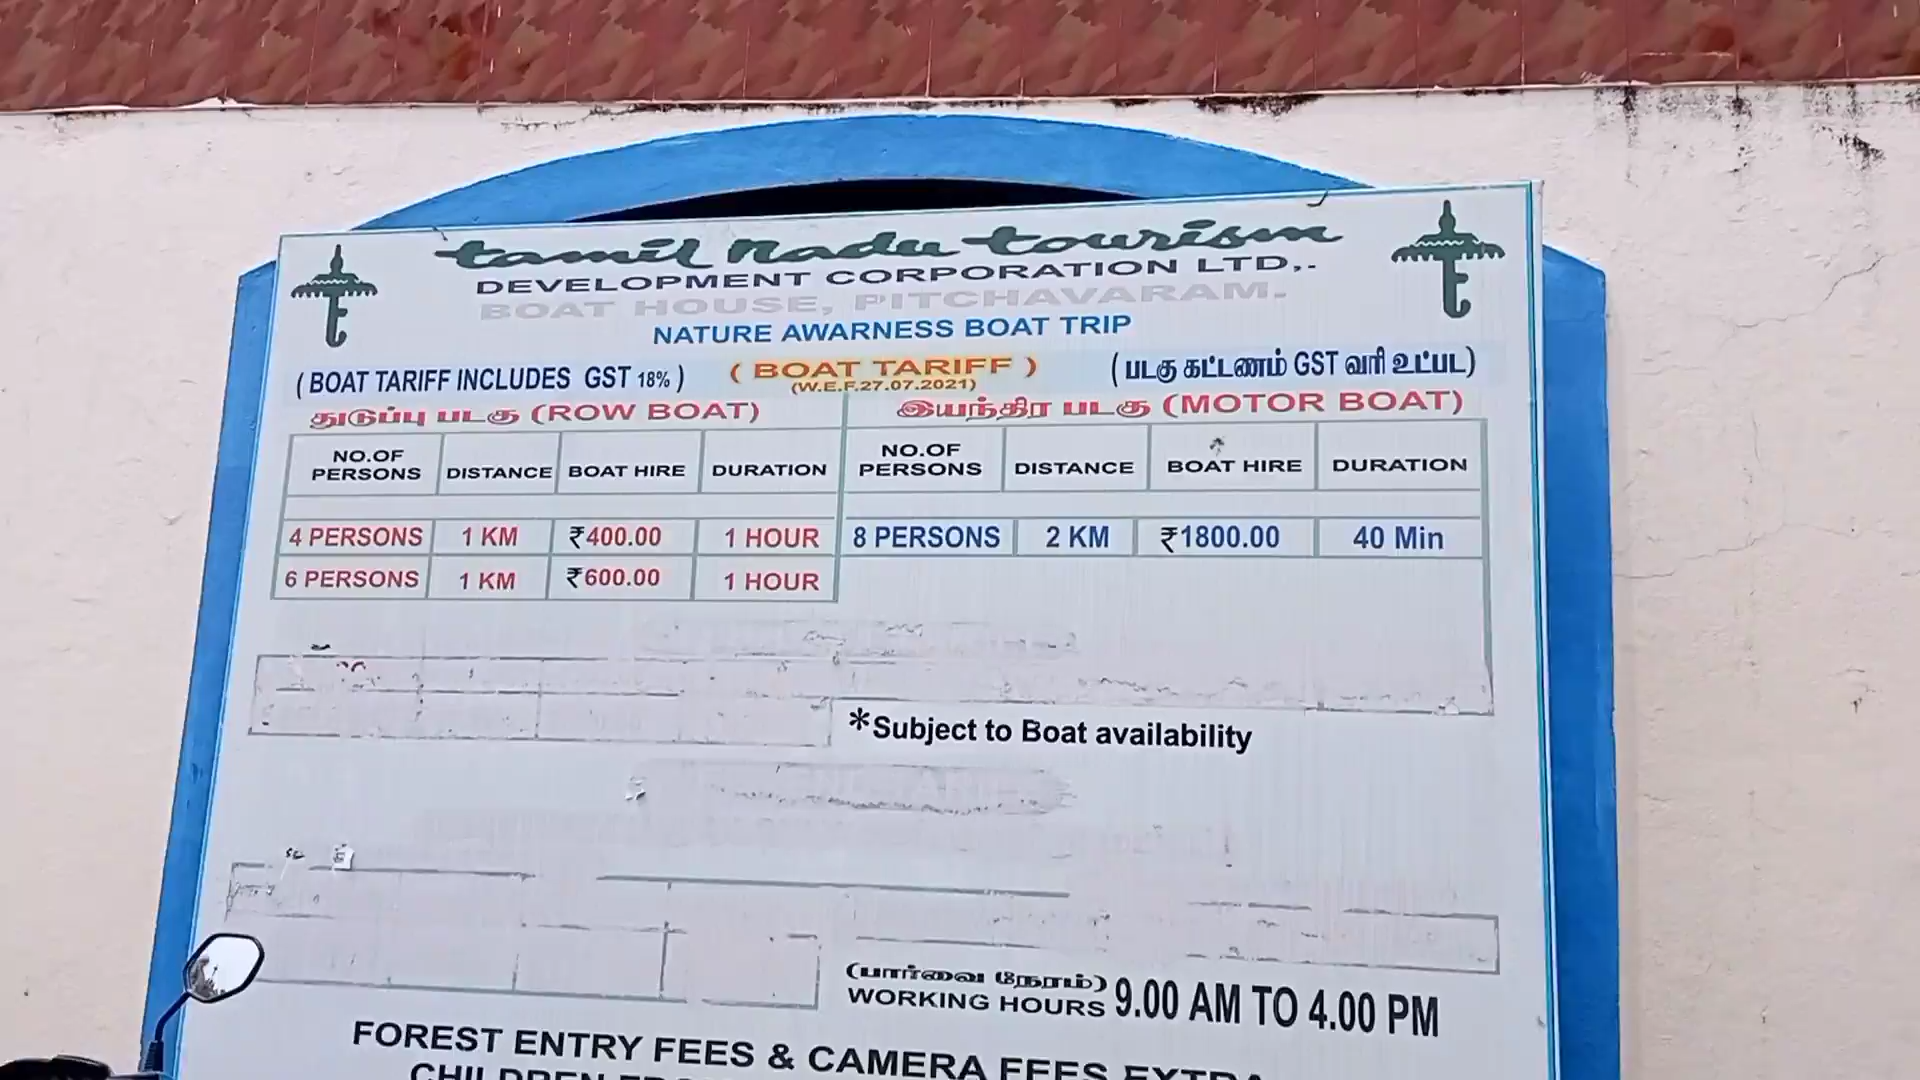 tamil nadu tourism
DEVELOPMENT CORPORATION LTD,.
BOAT HOUSE, PITCHAVARAM.
NATURE AWARNESS BOAT TRIP
( BOAT TARIFF INCLUDES GST 18% ) ( BOAT TARIFF ) ( படகு கட்டணம் GST வரி உட்பட )
(W.E.F.27.07.2021)
துடுப்பு படகு (ROW BOAT) இயந்திர படகு (MOTOR BOAT)
NO.OF PERSONS DISTANCE BOAT HIRE DURATION NO.OF PERSONS DISTANCE BOAT HIRE DURATION
4 PERSONS 1 KM ₹400.00 1 HOUR 8 PERSONS 2 KM ₹1800.00 40 Min
6 PERSONS 1 KM ₹600.00 1 HOUR
*Subject to Boat availability
(பார்வை நேரம்)
WORKING HOURS 9.00 AM TO 4.00 PM
FOREST ENTRY FEES & CAMERA FEES EXTRA
CHILDREN